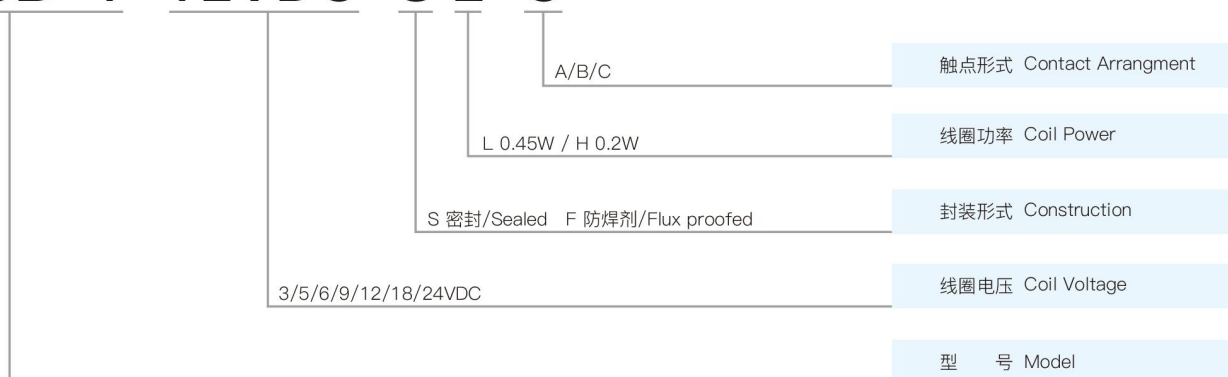 A/B/C
触点形式 Contact Arrangment
L 0.45W / H 0.2W
线圈功率 Coil Power
S 密封/Sealed F 防焊剂/Flux proofed
封装形式 Construction
3/5/6/9/12/18/24VDC
线圈电压 Coil Voltage
型 号 Model